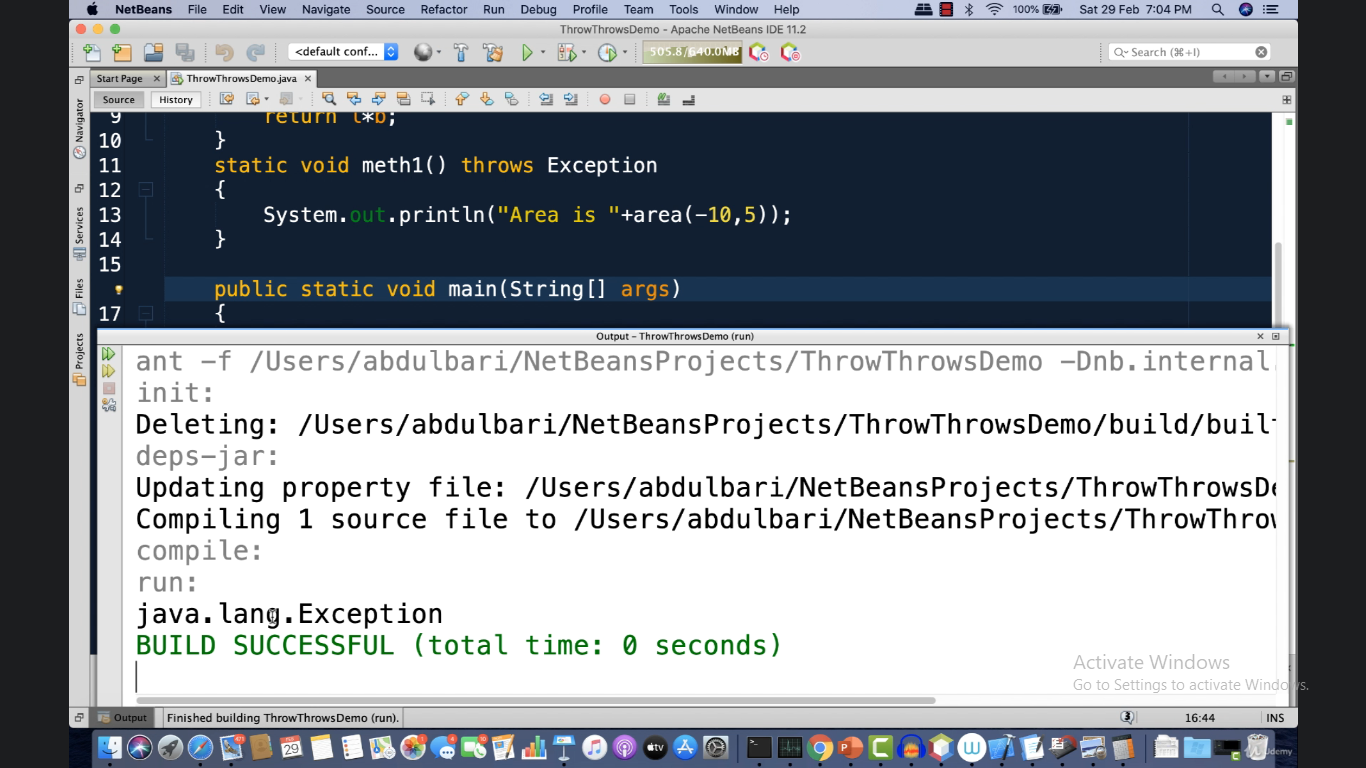 NetBeans File Edit View Navigate Source Refactor Run Debug Profile Team Tools Window Help 100% Sat 29 Feb 7:04 PM
ThrowThrowsDemo - Apache NetBeans IDE 11.2
<default conf... 505.8/640.0MB Search (⌘+I)
Start Page ThrowThrowsDemo.java
Source History
Navigator
Services
Files
Projects
9 return l*b;
10 }
11 static void meth1() throws Exception
12 {
13 System.out.println("Area is "+area(-10,5));
14 }
15
public static void main(String[] args)
17 {
Output - ThrowThrowsDemo (run)
ant -f /Users/abdulbari/NetBeansProjects/ThrowThrowsDemo -Dnb.internal.
init:
Deleting: /Users/abdulbari/NetBeansProjects/ThrowThrowsDemo/build/built
deps-jar:
Updating property file: /Users/abdulbari/NetBeansProjects/ThrowThrowsDe
Compiling 1 source file to /Users/abdulbari/NetBeansProjects/ThrowThrow
compile:
run:
java.lang.Exception
BUILD SUCCESSFUL (total time: 0 seconds)
Activate Windows
Go to Settings to activate Windows.
Output Finished building ThrowThrowsDemo (run). 3 16:44 INS
29 tv
Udemy